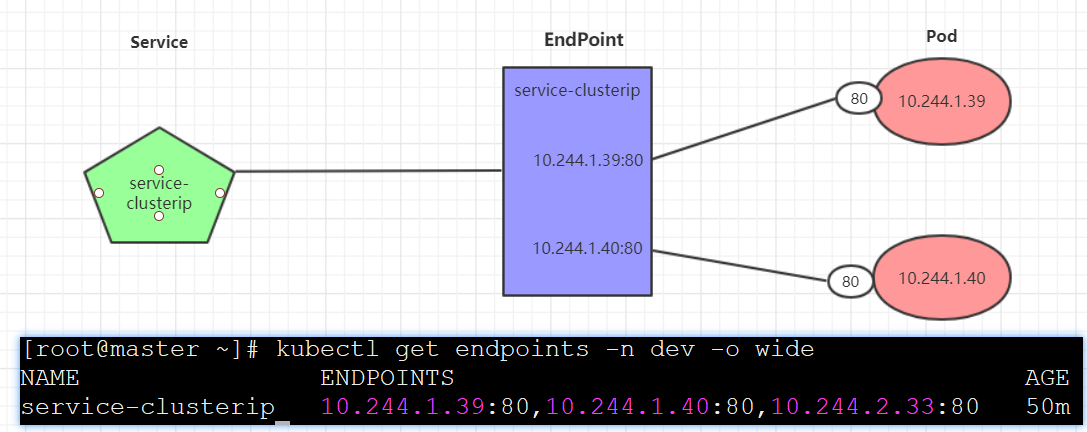 Service
EndPoint
Pod
service-clusterip
80
10.244.1.39
10.244.1.39:80
service-
clusterip
10.244.1.40:80
80
10.244.1.40
[root@master ~]# kubectl get endpoints -n dev -o wide
NAME ENDPOINTS AGE
service-clusterip 10.244.1.39:80,10.244.1.40:80,10.244.2.33:80 50m